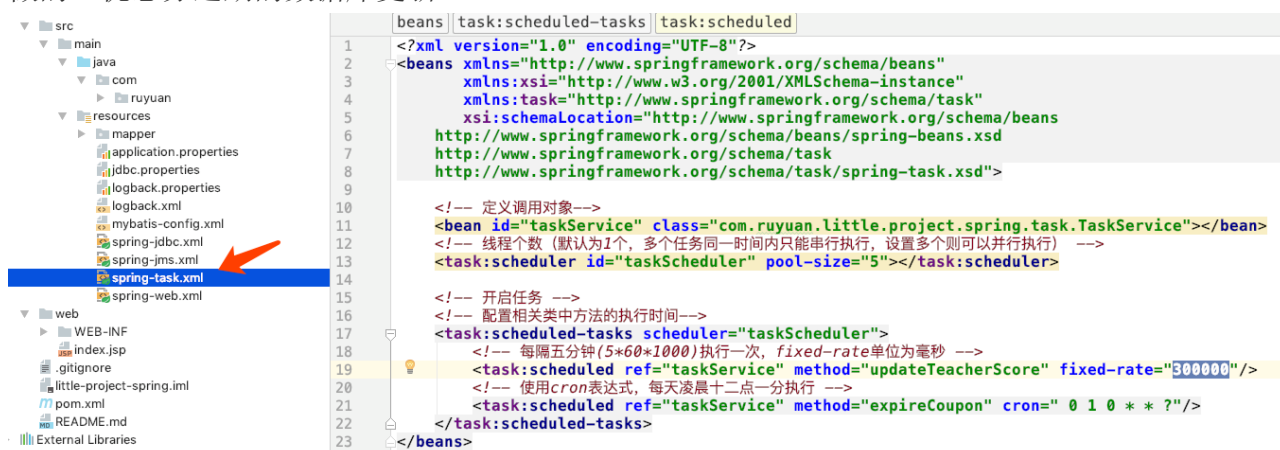 src
main
java
com
ruyuan
resources
mapper
application.properties
jdbc.properties
logback.properties
logback.xml
mybatis-config.xml
spring-jdbc.xml
spring-jms.xml
spring-task.xml
spring-web.xml
web
WEB-INF
index.jsp
.gitignore
little-project-spring.iml
pom.xml
README.md
External Libraries
beans task:scheduled-tasks task:scheduled
1 <?xml version="1.0" encoding="UTF-8"?>
2 <beans xmlns="http://www.springframework.org/schema/beans"
3 xmlns:xsi="http://www.w3.org/2001/XMLSchema-instance"
4 xmlns:task="http://www.springframework.org/schema/task"
5 xsi:schemaLocation="http://www.springframework.org/schema/beans
6 http://www.springframework.org/schema/beans/spring-beans.xsd
7 http://www.springframework.org/schema/task
8 http://www.springframework.org/schema/task/spring-task.xsd">
9
10 <!-- 定义调用对象-->
11 <bean id="taskService" class="com.ruyuan.little.project.spring.task.TaskService"></bean>
12 <!-- 线程个数（默认为1个，多个任务同一时间内只能串行执行，设置多个则可以并行执行） -->
13 <task:scheduler id="taskScheduler" pool-size="5"></task:scheduler>
14
15 <!-- 开启任务 -->
16 <!-- 配置相关类中方法的执行时间-->
17 <task:scheduled-tasks scheduler="taskScheduler">
18 <!-- 每隔五分钟(5*60*1000)执行一次，fixed-rate单位为毫秒 -->
19 <task:scheduled ref="taskService" method="updateTeacherScore" fixed-rate="300000"/>
20 <!-- 使用cron表达式，每天凌晨十二点一分执行 -->
21 <task:scheduled ref="taskService" method="expireCoupon" cron=" 0 1 0 * * ?"/>
22 </task:scheduled-tasks>
23 </beans>